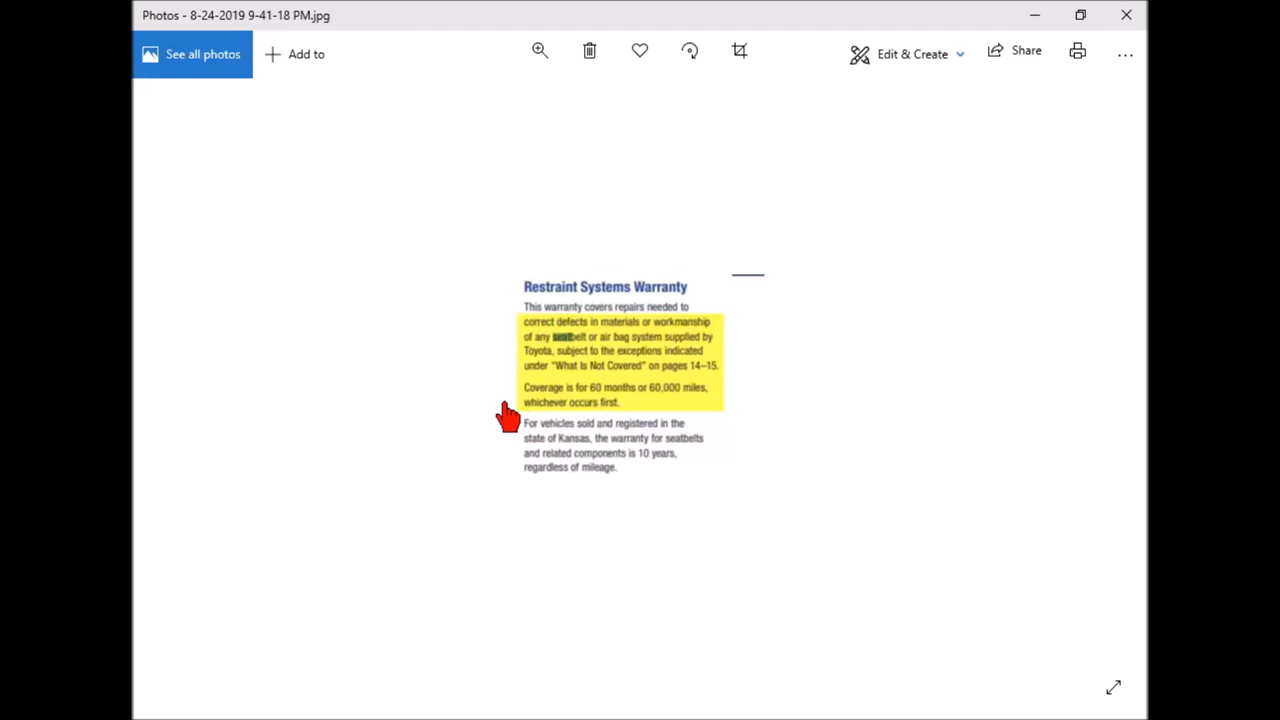 Photos - 8-24-2019 9-41-18 PM.jpg
See all photos
Add to
Edit & Create
Share
Restraint Systems Warranty
This warranty covers repairs needed to
correct defects in materials or workmanship
of any seatbelt or air bag system supplied by
Toyota, subject to the exceptions indicated
under "What Is Not Covered" on pages 14–15.
Coverage is for 60 months or 60,000 miles,
whichever occurs first.
For vehicles sold and registered in the
state of Kansas, the warranty for seatbelts
and related components is 10 years,
regardless of mileage.